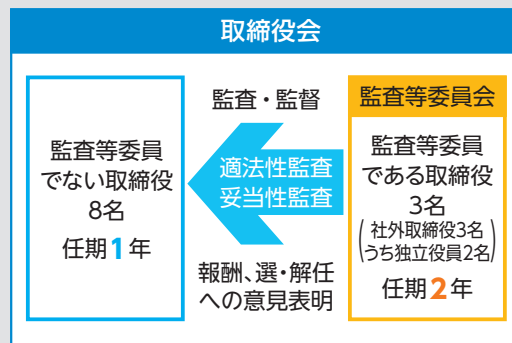 取締役会
監査等委員
でない取締役
8名
任期1年
監査・監督
適法性監査
妥当性監査
報酬、選・解任
への意見表明
監査等委員会
監査等委員
である取締役
3名
(社外取締役3名
うち独立役員2名)
任期2年